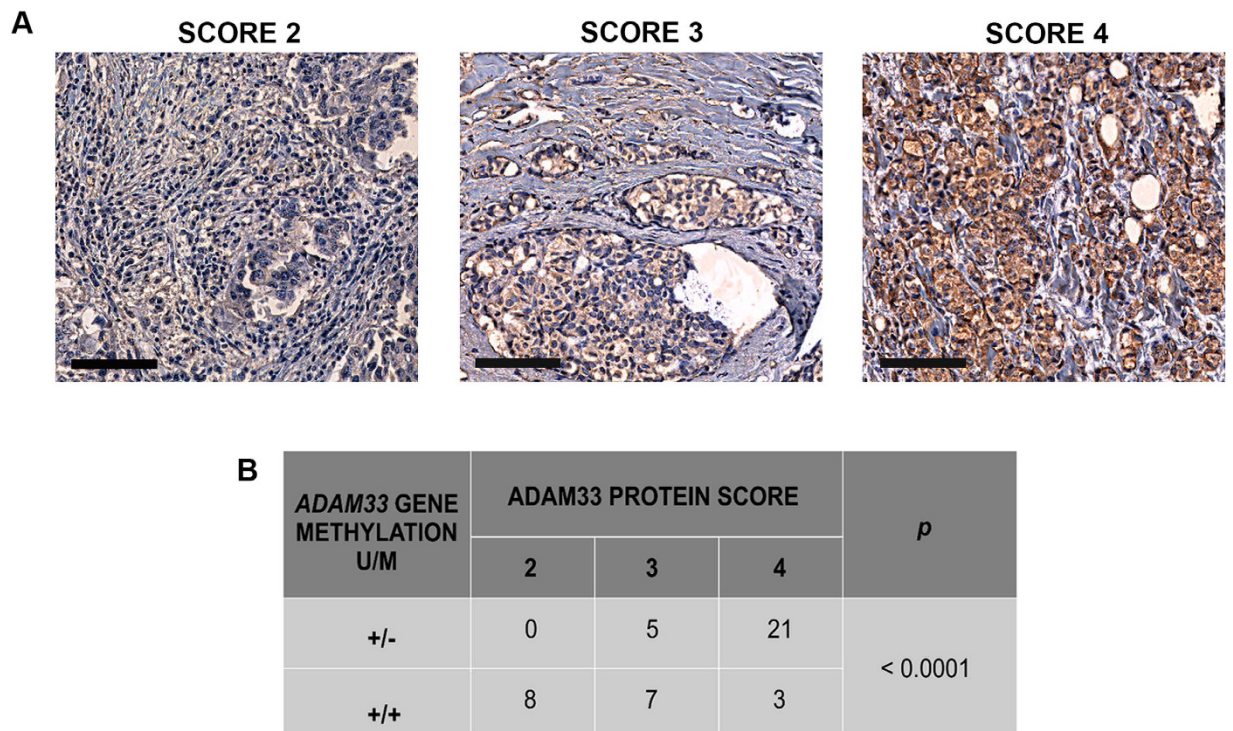 A
SCORE 2
SCORE 3
SCORE 4
B
ADAM33 GENE
METHYLATION
U/M
ADAM33 PROTEIN SCORE
p
2
3
4
+/-
0
5
21
< 0.0001
+/+
8
7
3